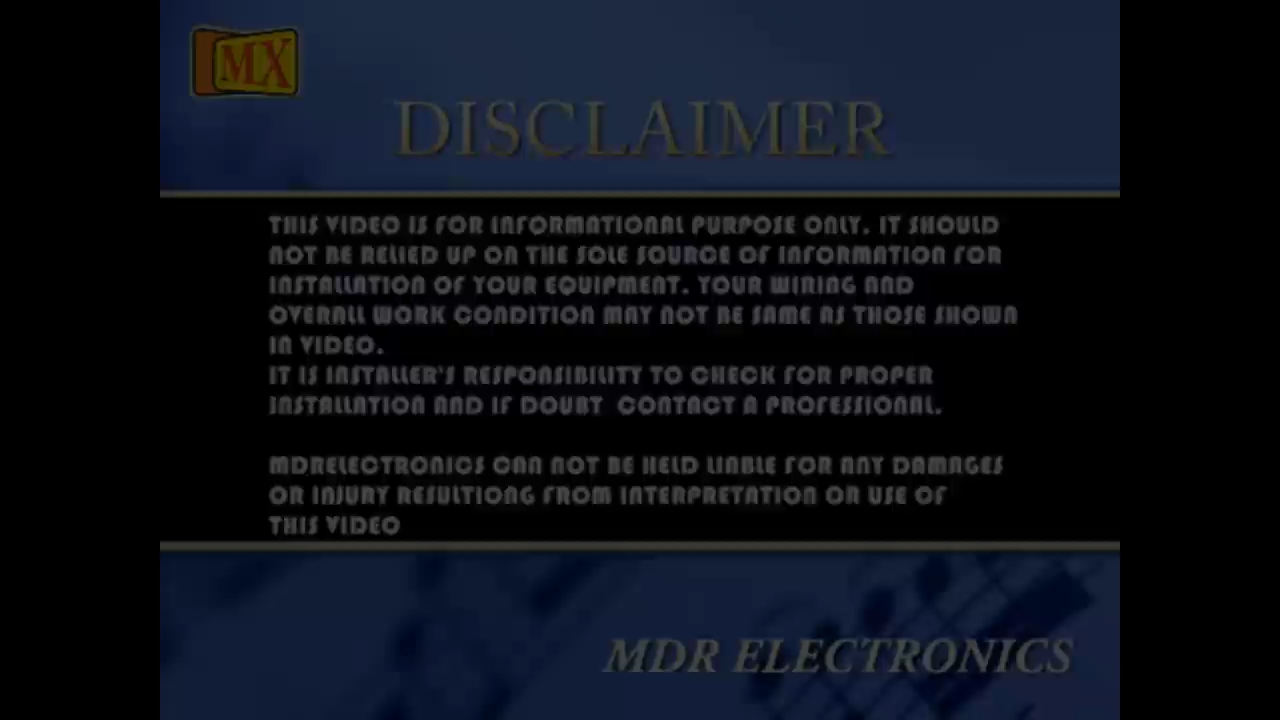 MX
DISCLAIMER
THIS VIDEO IS FOR INFORMATIONAL PURPOSE ONLY. IT SHOULD
NOT BE RELIED UP ON THE SOLE SOURCE OF INFORMATION FOR
INSTALLATION OF YOUR EQUIPMENT. YOUR WIRING AND
OVERALL WORK CONDITION MAY NOT BE SAME AS THOSE SHOWN
IN VIDEO.
IT IS INSTALLER'S RESPONSIBILITY TO CHECK FOR PROPER
INSTALLATION AND IF DOUBT CONTACT A PROFESSIONAL.
MDRELECTRONICS CAN NOT BE HELD LIABLE FOR ANY DAMAGES
OR INJURY RESULTIONG FROM INTERPRETATION OR USE OF
THIS VIDEO
MDR ELECTRONICS